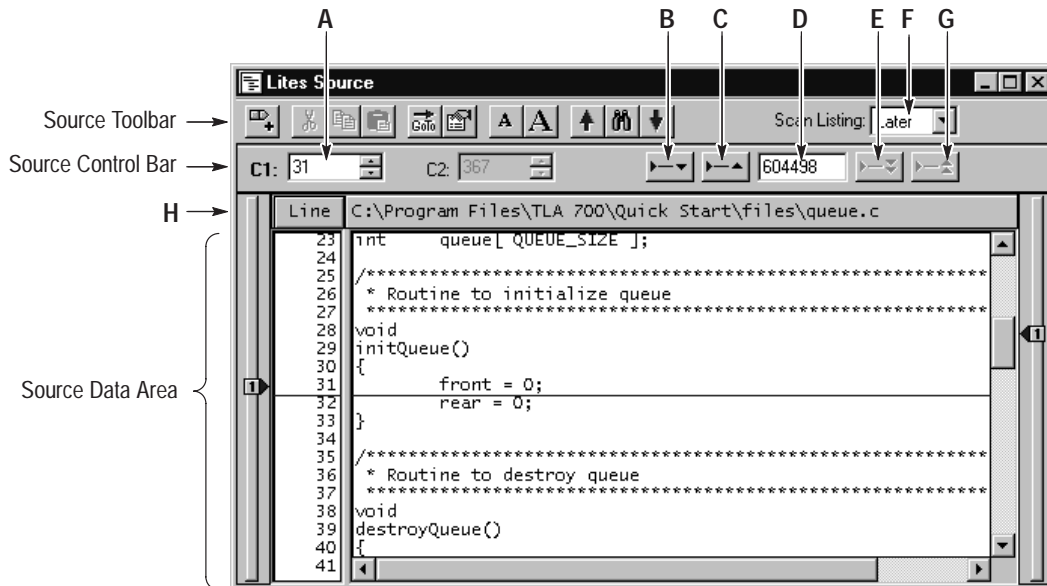 A B C D E F G
Lites Source
Source Toolbar Goto A A Scan Listing: Later
Source Control Bar C1: 31 C2: 367 604498
H Line C:\Program Files\TLA 700\Quick Start\files\queue.c
23 int queue[ QUEUE_SIZE ];
24
25 /************************************************************
26 * Routine to initialize queue
27 ************************************************************
28 void
29 initQueue()
30 {
1 31 front = 0; 1
Source Data Area
32 rear = 0;
33 }
34
35 /************************************************************
36 * Routine to destroy queue
37 ************************************************************
38 void
39 destroyQueue()
40 {
41